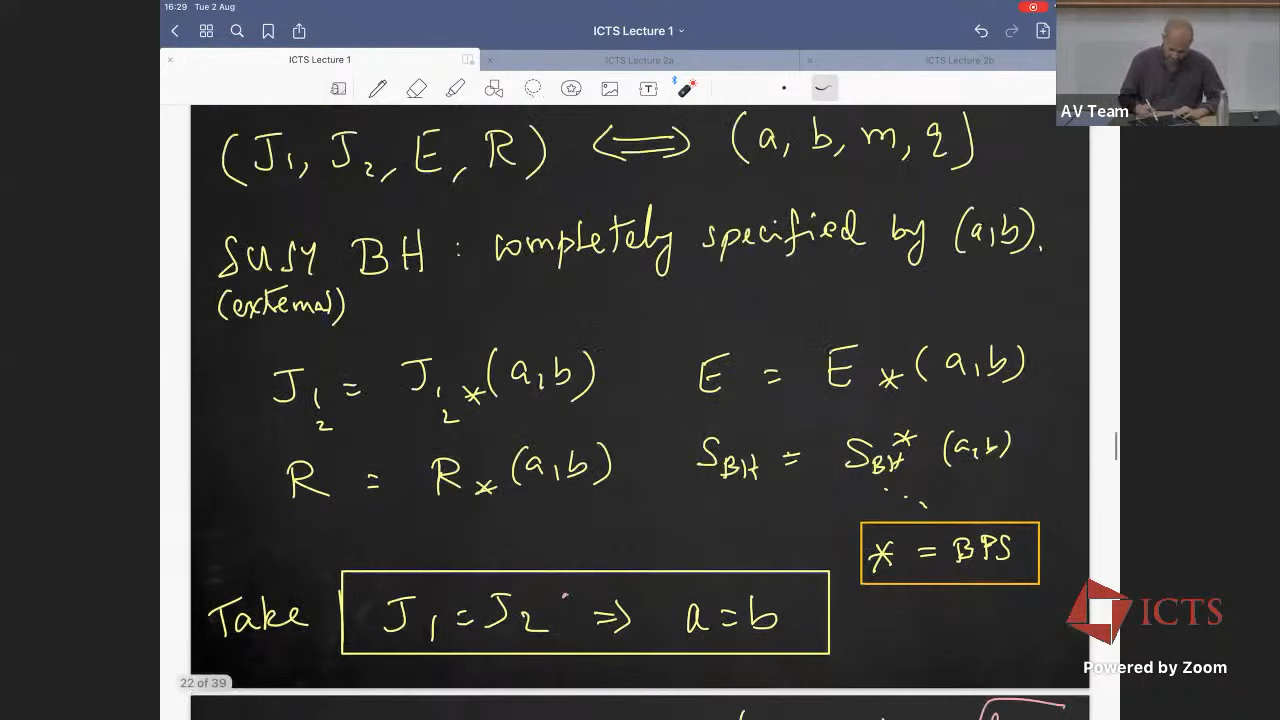 16:29 Tue 2 Aug
ICTS Lecture 1
ICTS Lecture 1
ICTS Lecture 2a
ICTS Lecture 2b
AV Team
(J₁, J₂, E, R) ⟺ (a, b, m, q)
SUSY BH : completely specified by (a,b).
(extremal)
J₁,₂ = J₁,₂*(a,b) E = E*(a,b)
R = R*(a,b) S_BH = S_BH*(a,b)
...
* = BPS
Take J₁ = J₂ ⇒ a = b
22 of 39
ICTS
Powered by Zoom